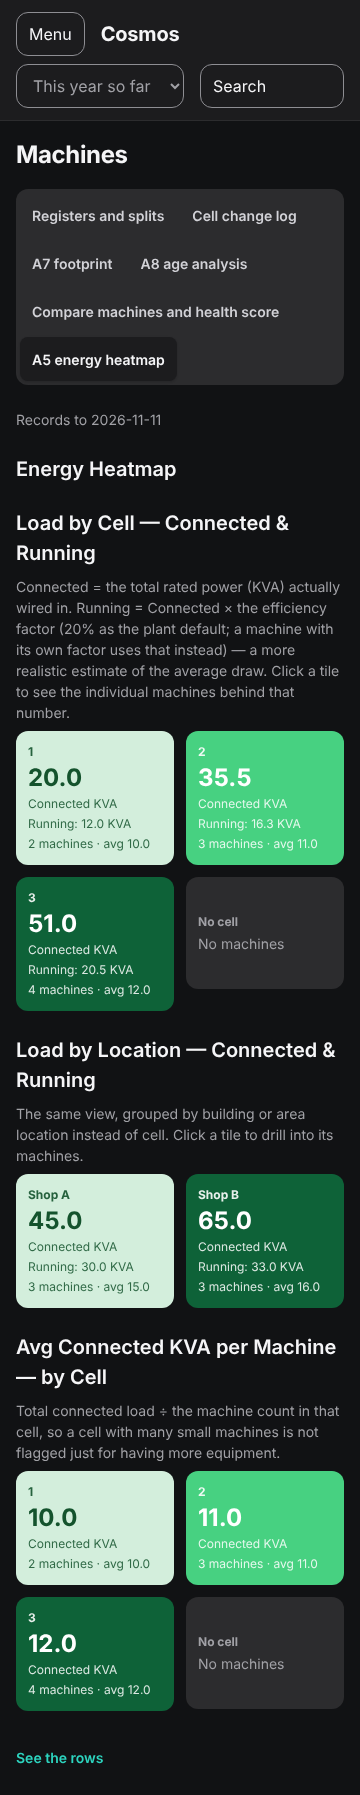 Menu
Cosmos
This year so far
Search
Machines
Registers and splits
Cell change log
A7 footprint
A8 age analysis
Compare machines and health score
A5 energy heatmap
Records to 2026-11-11
Energy Heatmap
Load by Cell — Connected &
Running
Connected = the total rated power (KVA) actually
wired in. Running = Connected × the efficiency
factor (20% as the plant default; a machine with
its own factor uses that instead) — a more
realistic estimate of the average draw. Click a tile
to see the individual machines behind that
number.
1
20.0
Connected KVA
Running: 12.0 KVA
2 machines · avg 10.0
2
35.5
Connected KVA
Running: 16.3 KVA
3 machines · avg 11.0
3
51.0
Connected KVA
Running: 20.5 KVA
4 machines · avg 12.0
No cell
No machines
Load by Location — Connected &
Running
The same view, grouped by building or area
location instead of cell. Click a tile to drill into its
machines.
Shop A
45.0
Connected KVA
Running: 30.0 KVA
3 machines · avg 15.0
Shop B
65.0
Connected KVA
Running: 33.0 KVA
3 machines · avg 16.0
Avg Connected KVA per Machine
— by Cell
Total connected load ÷ the machine count in that
cell, so a cell with many small machines is not
flagged just for having more equipment.
1
10.0
Connected KVA
2 machines · avg 10.0
2
11.0
Connected KVA
3 machines · avg 11.0
3
12.0
Connected KVA
4 machines · avg 12.0
No cell
No machines
See the rows